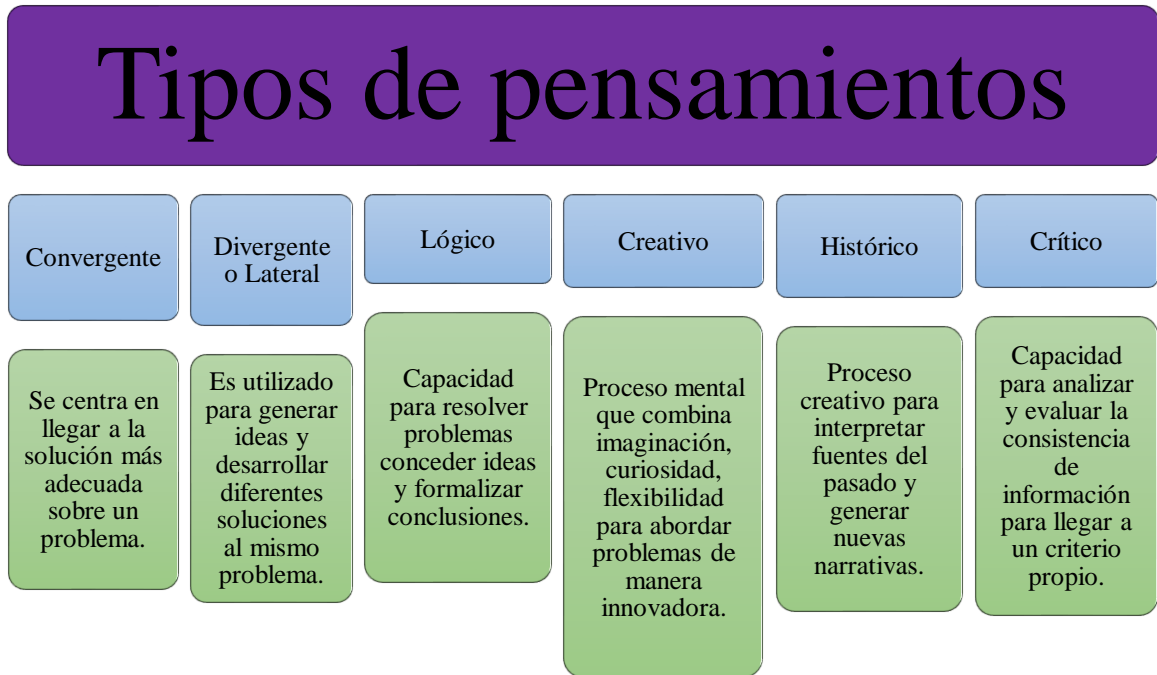 Tipos de pensamientos
Convergente
Se centra en
llegar a la
solución más
adecuada
sobre un
problema.
Divergente
o Lateral
Es utilizado
para generar
ideas y
desarrollar
diferentes
soluciones
al mismo
problema.
Lógico
Capacidad
para resolver
problemas
conceder ideas
y formalizar
conclusiones.
Creativo
Proceso mental
que combina
imaginación,
curiosidad,
flexibilidad
para abordar
problemas de
manera
innovadora.
Histórico
Proceso
creativo para
interpretar
fuentes del
pasado y
generar
nuevas
narrativas.
Crítico
Capacidad
para analizar
y evaluar la
consistencia
de
información
para llegar a
un criterio
propio.